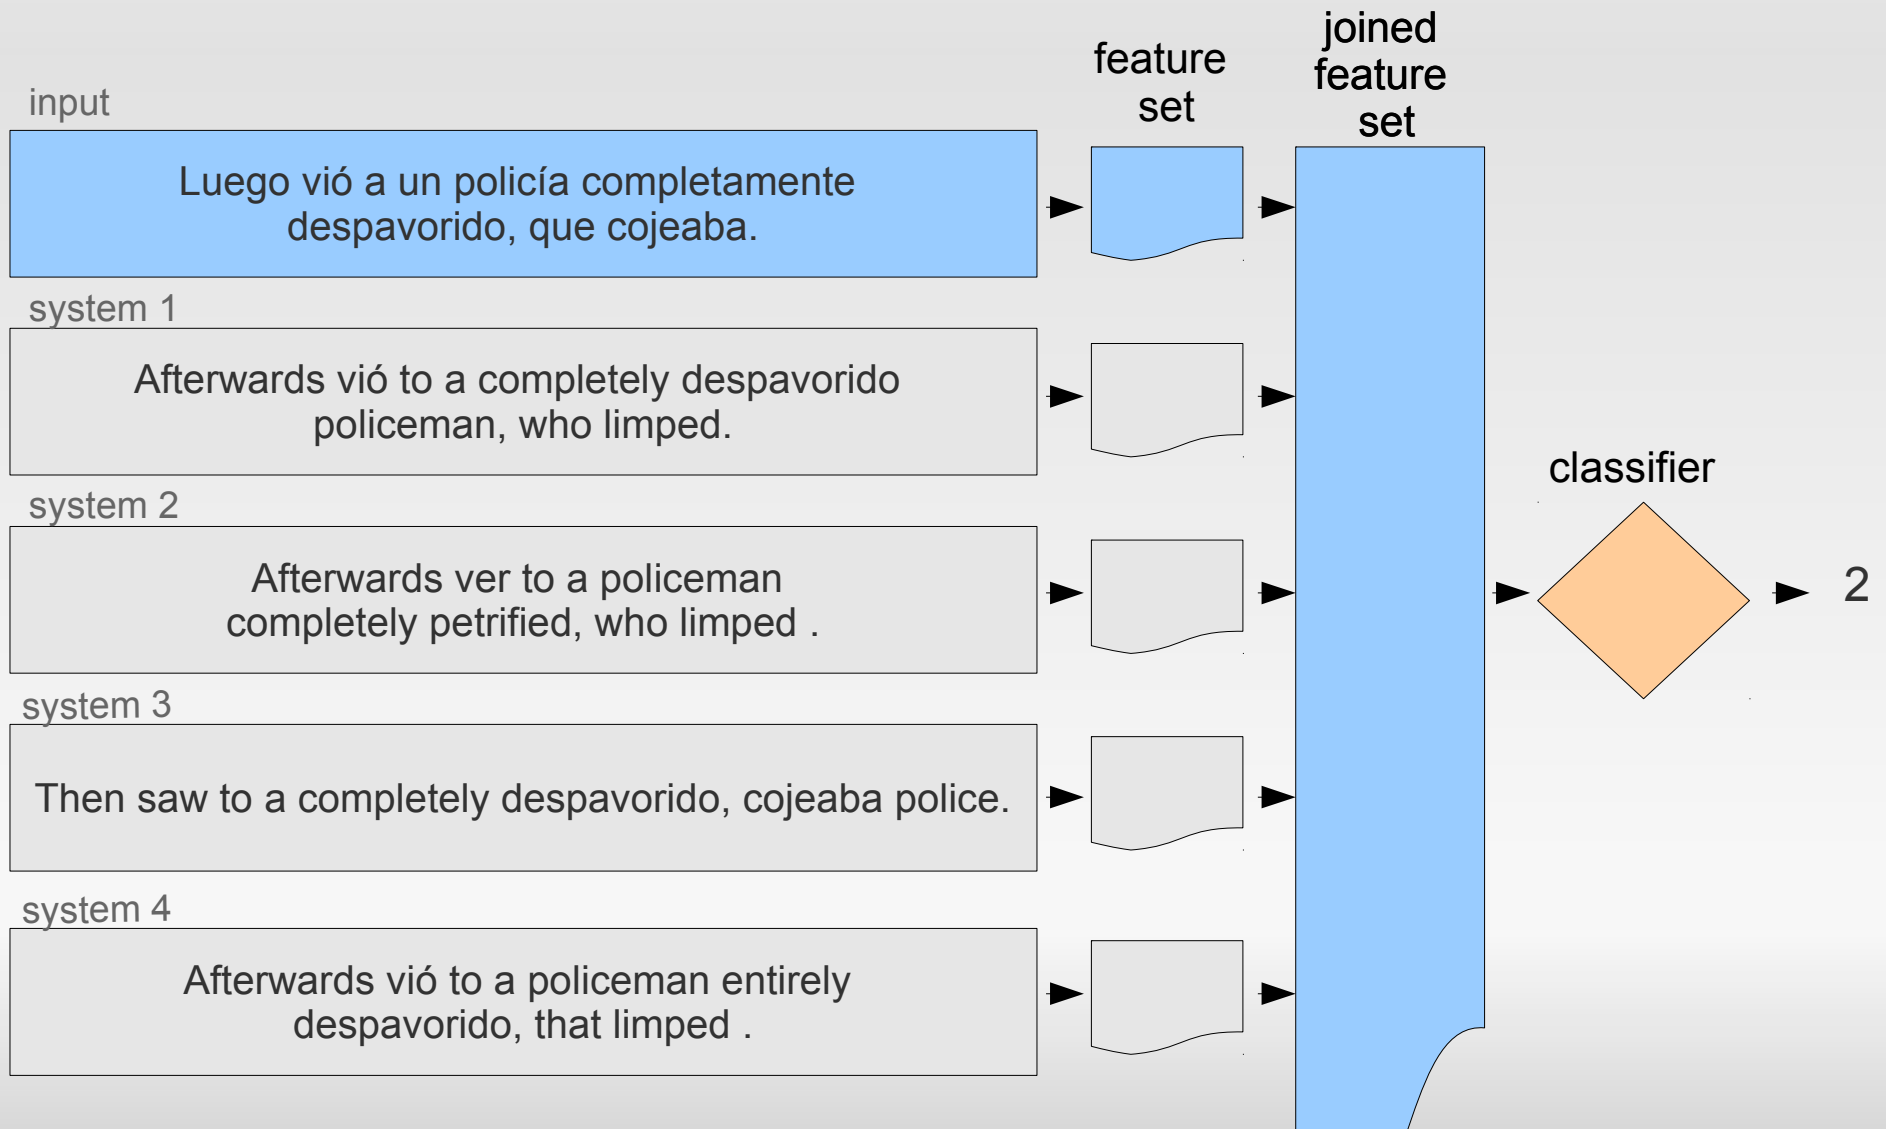 input
feature
set
joined
feature
set
Luego vió a un policía completamente
despavorido, que cojeaba.
system 1
Afterwards vió to a completely despavorido
policeman, who limped.
system 2
Afterwards ver to a policeman
completely petrified, who limped .
classifier
2
system 3
Then saw to a completely despavorido, cojeaba police.
system 4
Afterwards vió to a policeman entirely
despavorido, that limped .